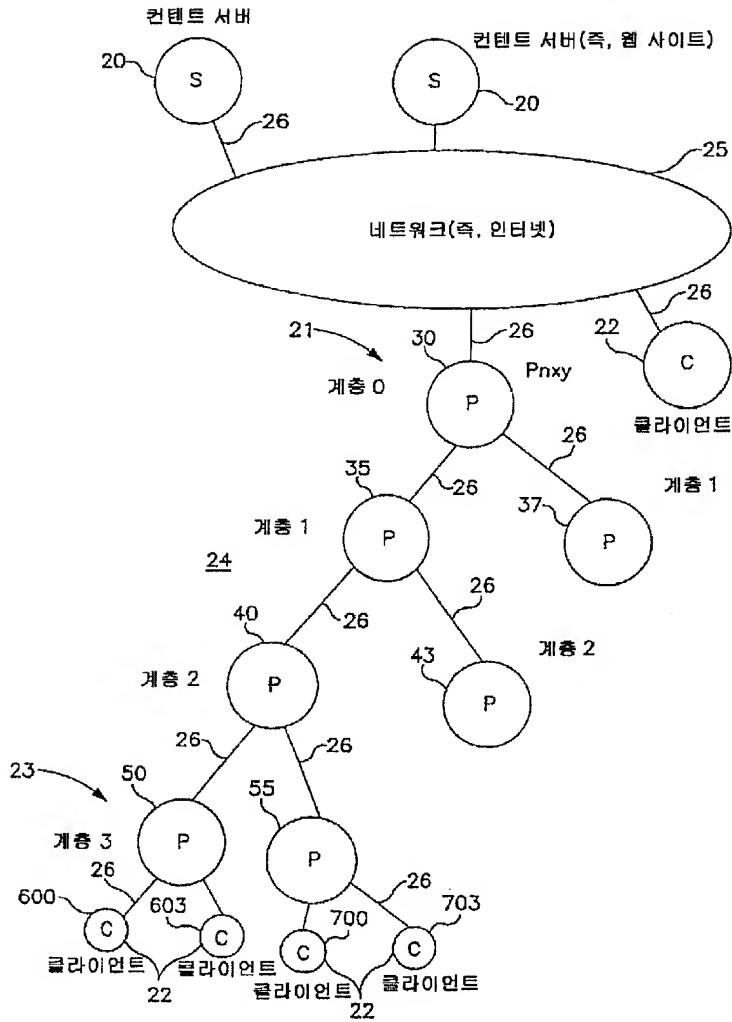 컨텐트 서버
컨텐트 서버(즉, 웹 사이트)
20
S
S
20
26
25
네트워크(즉, 인터넷)
26
21
30
26
22
계층 0
P
Pnxy
C
클라이언트
35
26
26
계층 1
계층 1
P
37
P
24
26
26
40
계층 2
P
43
계층 2
P
26
26
23
50
55
계층 3
P
P
600
26
603
26
703
C
C
C
700
C
클라이언트
클라이언트
클라이언트
클라이언트
22
22